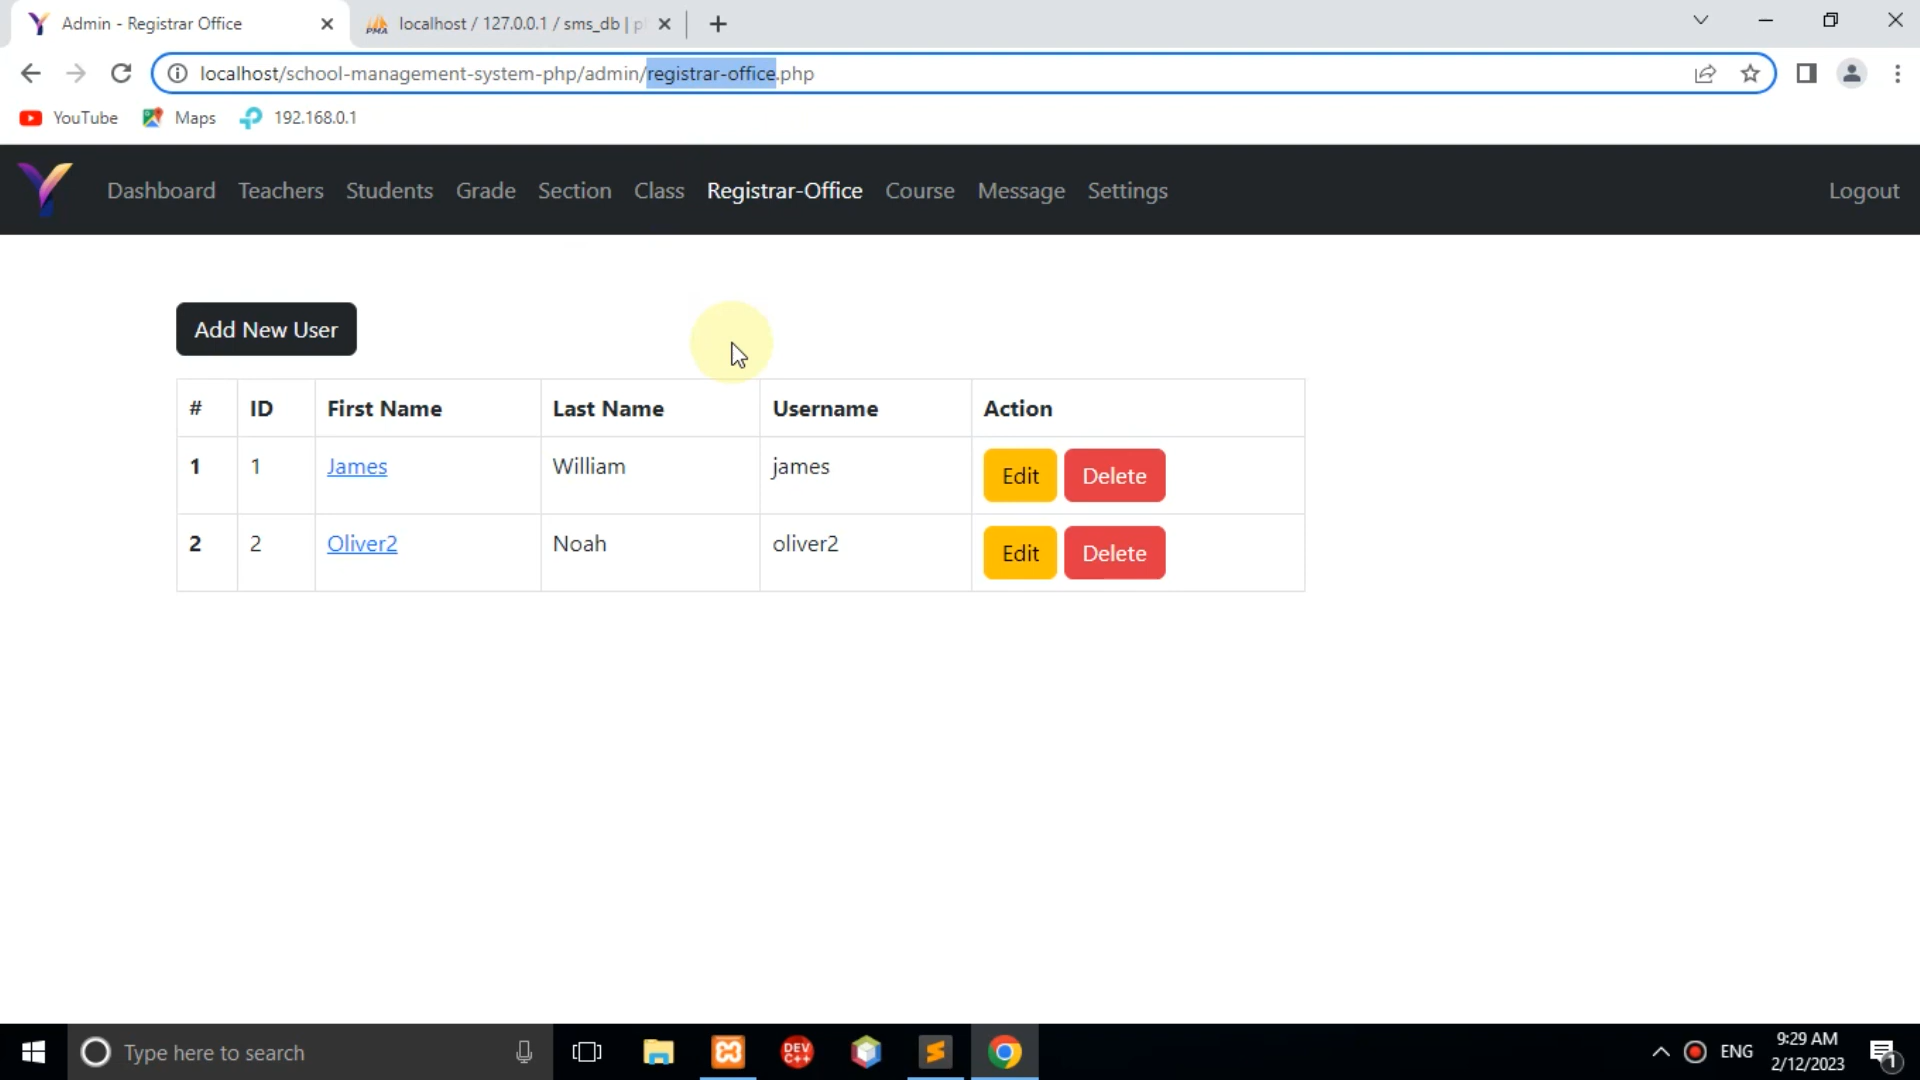 Admin - Registrar Office
localhost / 127.0.0.1 / sms_db | p
localhost/school-management-system-php/admin/registrar-office.php
YouTube Maps 192.168.0.1
Dashboard Teachers Students Grade Section Class Registrar-Office Course Message Settings Logout
Add New User
# ID First Name Last Name Username Action
1 1 James William james Edit Delete
2 2 Oliver2 Noah oliver2 Edit Delete
Type here to search
DEV
C++
ENG
9:29 AM
2/12/2023
1